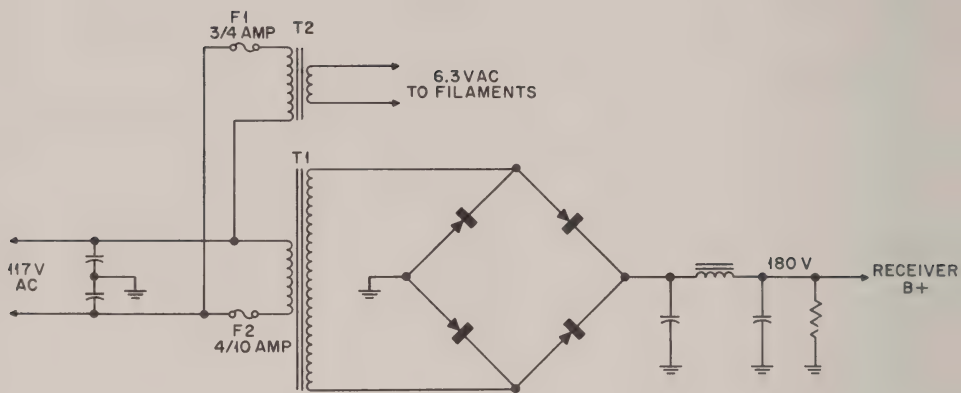 F1
3/4 AMP
T2
6.3 VAC
TO FILAMENTS
T1
117 V
AC
F2
4/10 AMP
180 V
RECEIVER
B+